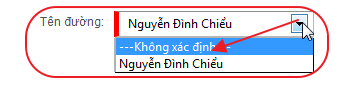 Tên đường: Nguyễn Đình Chiểu
---Không xác định
Nguyễn Đình Chiểu